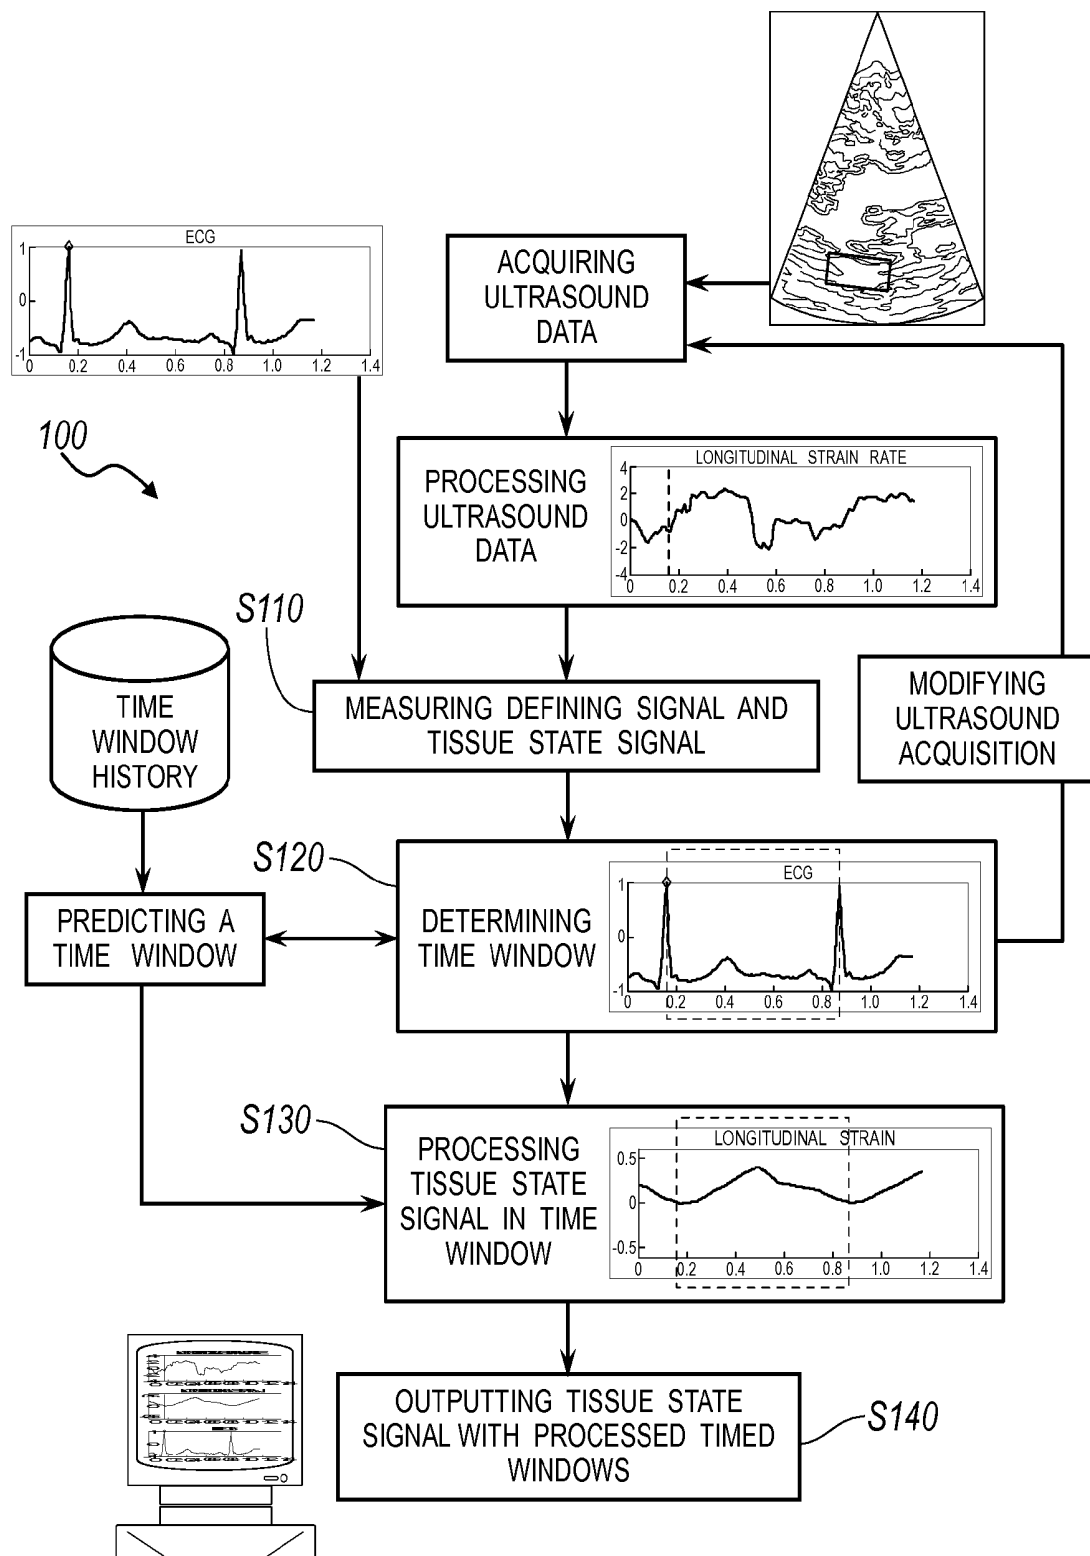 ECG
1
0
-1
0 0.2 0.4 0.6 0.8 1.0 1.2 1.4
ACQUIRING
ULTRASOUND
DATA
100
PROCESSING
ULTRASOUND
DATA
LONGITUDINAL STRAIN RATE
4
2
0
-2
-4
0.2 0.4 0.6 0.8 1.0 1.2 1.4
S110
TIME
WINDOW
HISTORY
MEASURING DEFINING SIGNAL AND
TISSUE STATE SIGNAL
MODIFYING
ULTRASOUND
ACQUISITION
S120
PREDICTING A
TIME WINDOW
DETERMINING
TIME WINDOW
ECG
1
0
-1
0 0.2 0.4 0.6 0.8 1.0 1.2 1.4
S130
PROCESSING
TISSUE STATE
SIGNAL IN TIME
WINDOW
LONGITUDINAL STRAIN
0.5
0
-0.5
0 0.2 0.4 0.6 0.8 1.0 1.2 1.4
OUTPUTTING TISSUE STATE
SIGNAL WITH PROCESSED TIMED
WINDOWS
S140